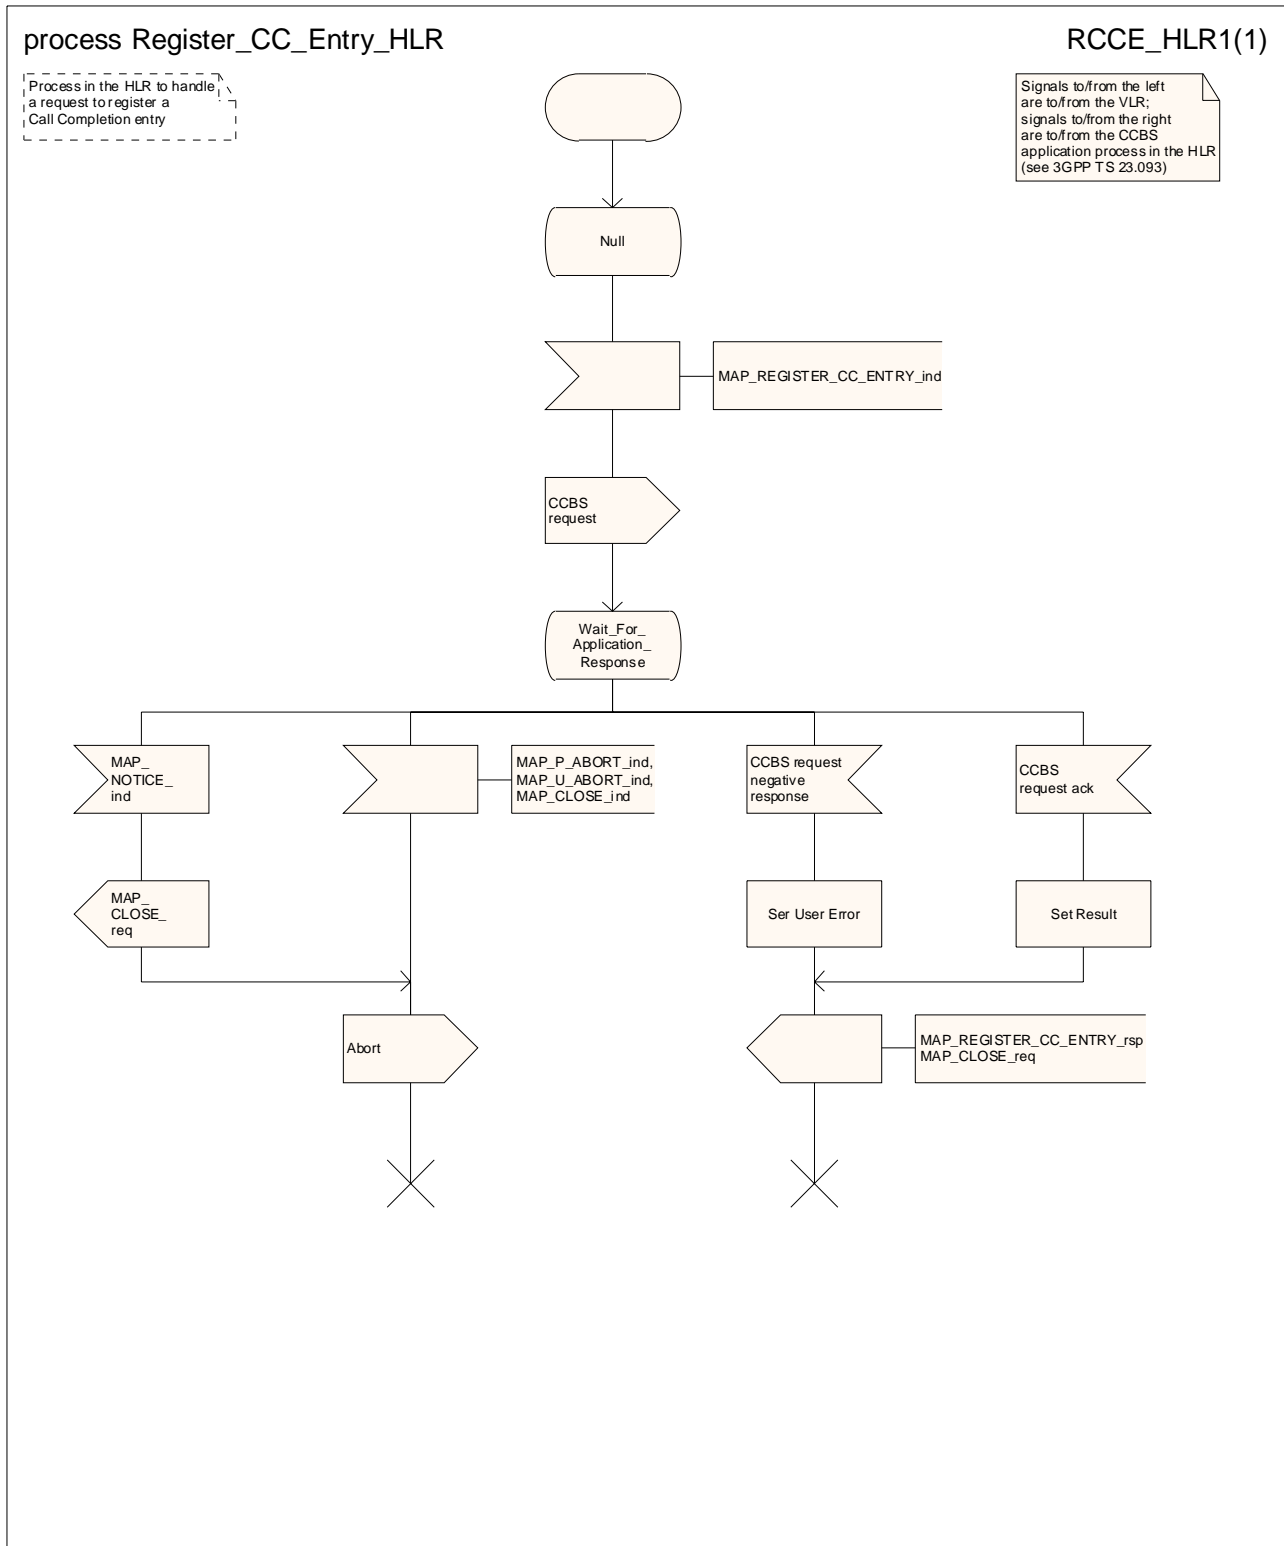 process Register_CC_Entry_HLR
RCCE_HLR1(1)
Process in the HLR to handle
a request to register a
Call Completion entry
Signals to/from the left
are to/from the VLR;
signals to/from the right
are to/from the CCBS
application process in the HLR
(see 3GPP TS 23.093)
Null
MAP_REGISTER_CC_ENTRY_ind
CCBS
request
Wait_For_
Application_
Response
MAP_
NOTICE_
ind
MAP_P_ABORT_ind,
MAP_U_ABORT_ind,
MAP_CLOSE_ind
CCBS request
negative
response
CCBS
request ack
MAP_
CLOSE_
req
Ser User Error
Set Result
Abort
MAP_REGISTER_CC_ENTRY_rsp
MAP_CLOSE_req